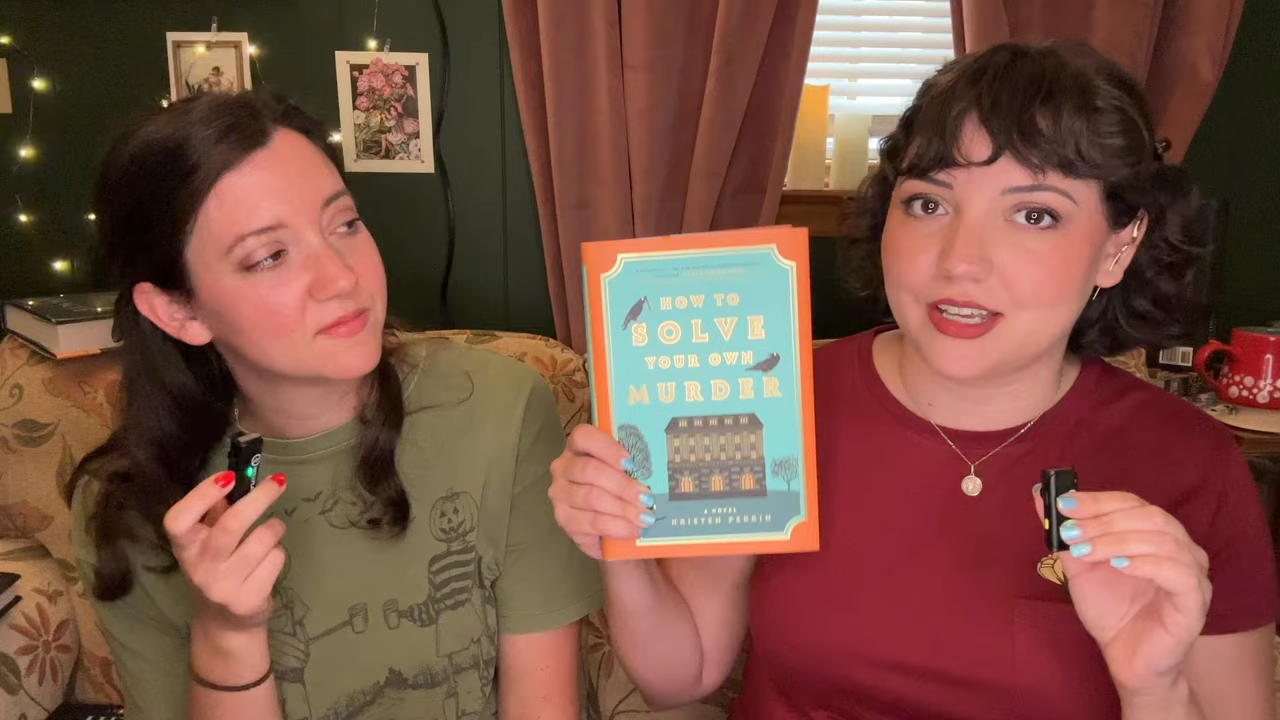 HOW TO
SOLVE
YOUR OWN
MURDER
A NOVEL
KRISTEN PERRIN